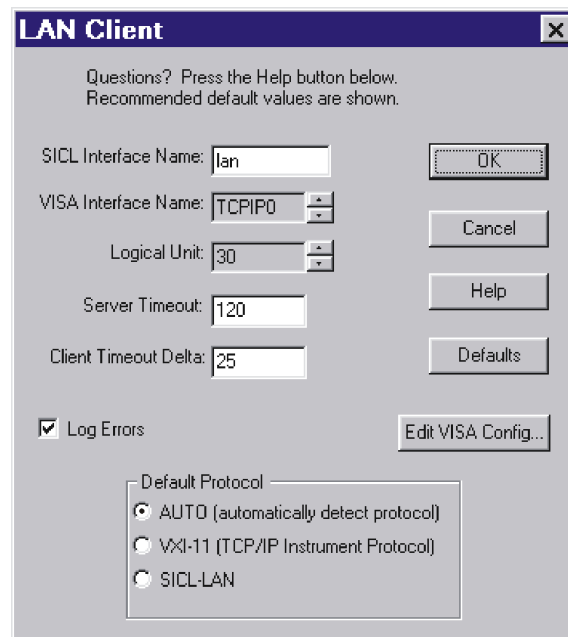 LAN Client
Questions? Press the Help button below.
Recommended default values are shown.
SICL Interface Name: lan
OK
VISA Interface Name: TCPIP0
Cancel
Logical Unit: 30
Help
Server Timeout: 120
Client Timeout Delta: 25
Defaults
Log Errors
Edit VISA Config...
Default Protocol
AUTO (automatically detect protocol)
VXI-11 (TCP/IP Instrument Protocol)
SICL-LAN